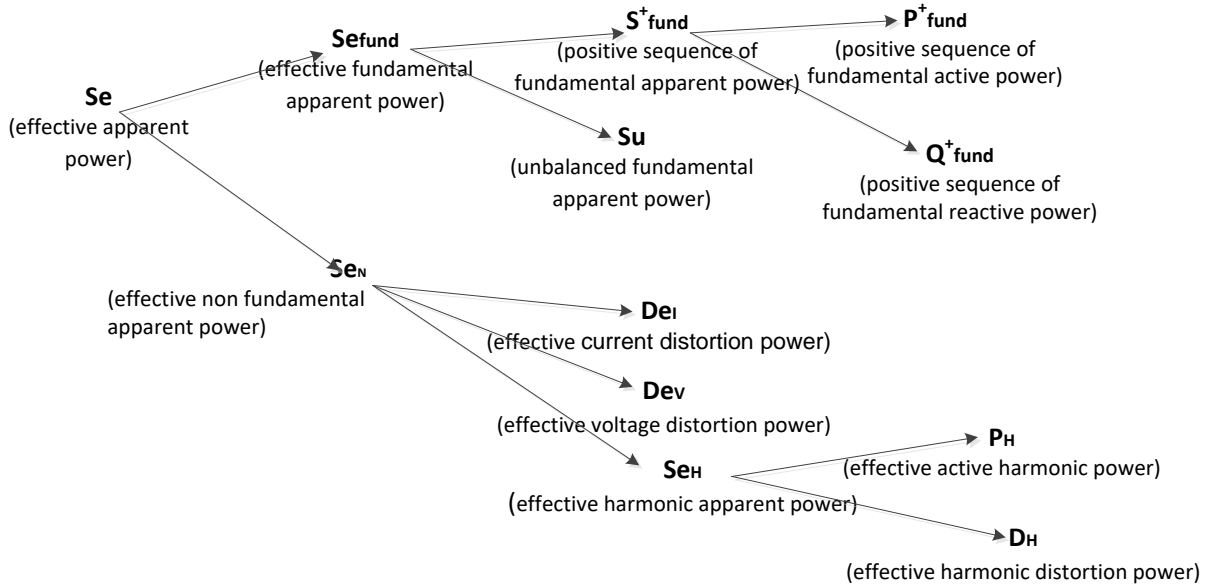 Se
(effective apparent
power)
Sefund
(effective fundamental
apparent power)
S+fund
(positive sequence of
fundamental apparent power)
P+fund
(positive sequence of
fundamental active power)
Su
(unbalanced fundamental
apparent power)
Q+fund
(positive sequence of
fundamental reactive power)
SeN
(effective non fundamental
apparent power)
DeI
(effective current distortion power)
DeV
(effective voltage distortion power)
SeH
(effective harmonic apparent power)
PH
(effective active harmonic power)
DH
(effective harmonic distortion power)